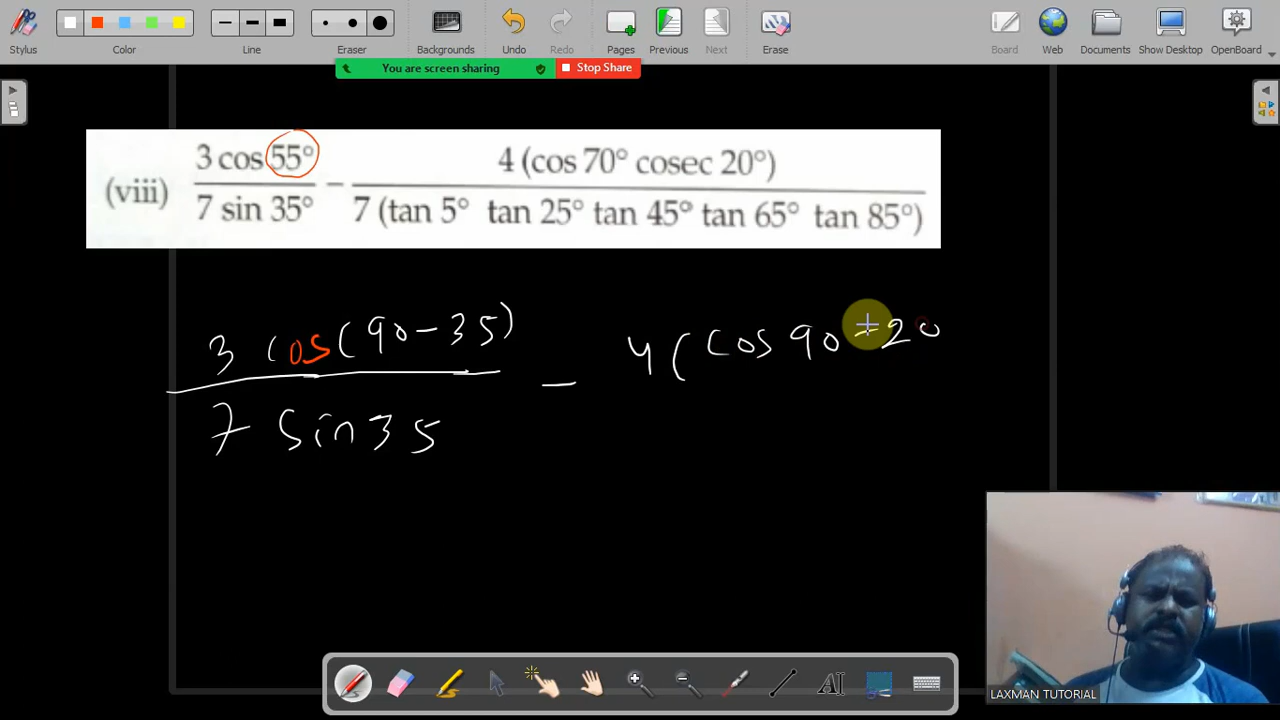 Stylus Color Line Eraser Backgrounds Undo Redo Pages Previous Next Erase Board Web Documents Show Desktop OpenBoard
You are screen sharing Stop Share
(viii) 3 cos 55° / 7 sin 35° − 4 (cos 70° cosec 20°) / 7 (tan 5° tan 25° tan 45° tan 65° tan 85°)
3 cos(90-35) / 7 Sin35 − 4(cos 90-20
LAXMAN TUTORIAL
AI